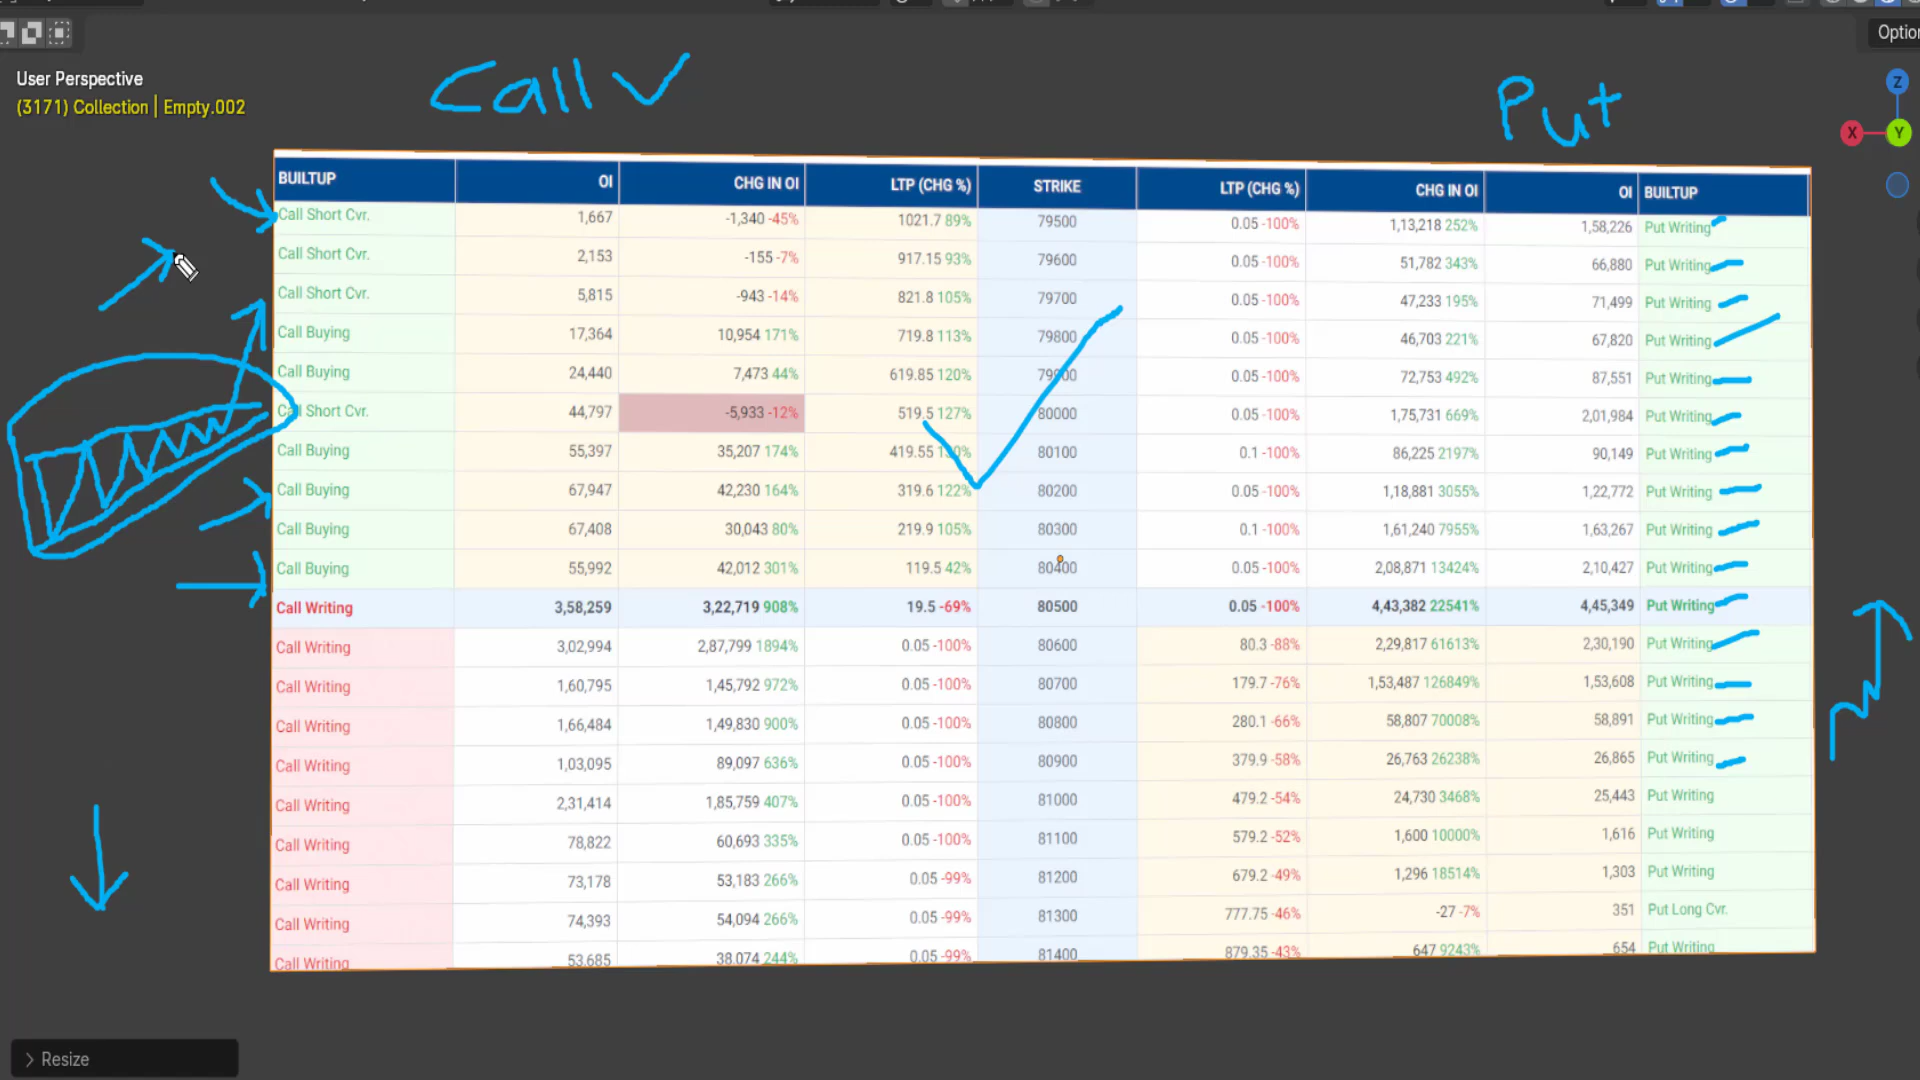 Option
User Perspective
(3171) Collection | Empty.002
Call
Put
Z
X
Y
BUILTUP OI CHG IN OI LTP (CHG %) STRIKE LTP (CHG %) CHG IN OI OI BUILTUP
Call Short Cvr. 1,667 -1,340 -45% 1021.7 89% 79500 0.05 -100% 1,13,218 252% 1,58,226 Put Writing
Call Short Cvr. 2,153 -155 -7% 917.15 93% 79600 0.05 -100% 51,782 343% 66,880 Put Writing
Call Short Cvr. 5,815 -943 -14% 821.8 105% 79700 0.05 -100% 47,233 195% 71,499 Put Writing
Call Buying 17,364 10,954 171% 719.8 113% 79800 0.05 -100% 46,703 221% 67,820 Put Writing
Call Buying 24,440 7,473 44% 619.85 120% 79900 0.05 -100% 72,753 492% 87,551 Put Writing
Call Short Cvr. 44,797 -5,933 -12% 519.5 127% 80000 0.05 -100% 1,75,731 669% 2,01,984 Put Writing
Call Buying 55,397 35,207 174% 419.55 80100 0.1 -100% 86,225 2197% 90,149 Put Writing
Call Buying 67,947 42,230 164% 319.6 122% 80200 0.05 -100% 1,18,881 3055% 1,22,772 Put Writing
Call Buying 67,408 30,043 80% 219.9 105% 80300 0.1 -100% 1,61,240 7955% 1,63,267 Put Writing
Call Buying 55,992 42,012 301% 119.5 42% 80400 0.05 -100% 2,08,871 13424% 2,10,427 Put Writing
Call Writing 3,58,259 3,22,719 908% 19.5 -69% 80500 0.05 -100% 4,43,382 22541% 4,45,349 Put Writing
Call Writing 3,02,994 2,87,799 1894% 0.05 -100% 80600 80.3 -88% 2,29,817 61613% 2,30,190 Put Writing
Call Writing 1,60,795 1,45,792 972% 0.05 -100% 80700 179.7 -76% 1,53,487 126849% 1,53,608 Put Writing
Call Writing 1,66,484 1,49,830 900% 0.05 -100% 80800 280.1 -66% 58,807 70008% 58,891 Put Writing
Call Writing 1,03,095 89,097 636% 0.05 -100% 80900 379.9 -58% 26,763 26238% 26,865 Put Writing
Call Writing 2,31,414 1,85,759 407% 0.05 -100% 81000 479.2 -54% 24,730 3468% 25,443 Put Writing
Call Writing 78,822 60,693 335% 0.05 -100% 81100 579.2 -52% 1,600 10000% 1,616 Put Writing
Call Writing 73,178 53,183 266% 0.05 -99% 81200 679.2 -49% 1,296 18514% 1,303 Put Writing
Call Writing 74,393 54,094 266% 0.05 -99% 81300 777.75 -46% -27 -7% 351 Put Long Cvr.
Call Writing 53,685 38,074 244% 0.05 -99% 81400 879.35 -43% 647 9243% 654 Put Writing
Resize